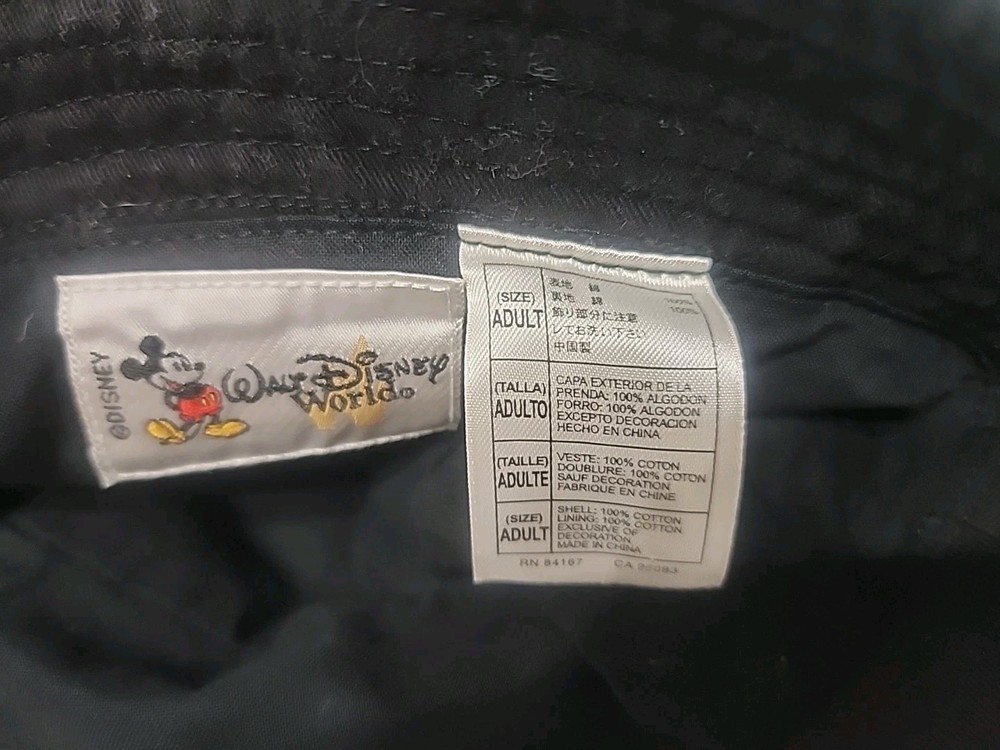 ©DISNEY
WALT DISNEY
World®
(SIZE)
ADULT
表地 綿 100%
裏地 綿 100%
飾り部分に注意
してお洗い下さい
中国製
(TALLA)
ADULTO
CAPA EXTERIOR DE LA
PRENDA: 100% ALGODON
FORRO: 100% ALGODON
EXCEPTO DECORACION
HECHO EN CHINA
(TAILLE)
ADULTE
VESTE: 100% COTON
DOUBLURE: 100% COTON
SAUF DECORATION
FABRIQUE EN CHINE
(SIZE)
ADULT
SHELL: 100% COTTON
LINING: 100% COTTON
EXCLUSIVE OF
DECORATION
MADE IN CHINA
RN 84167 CA